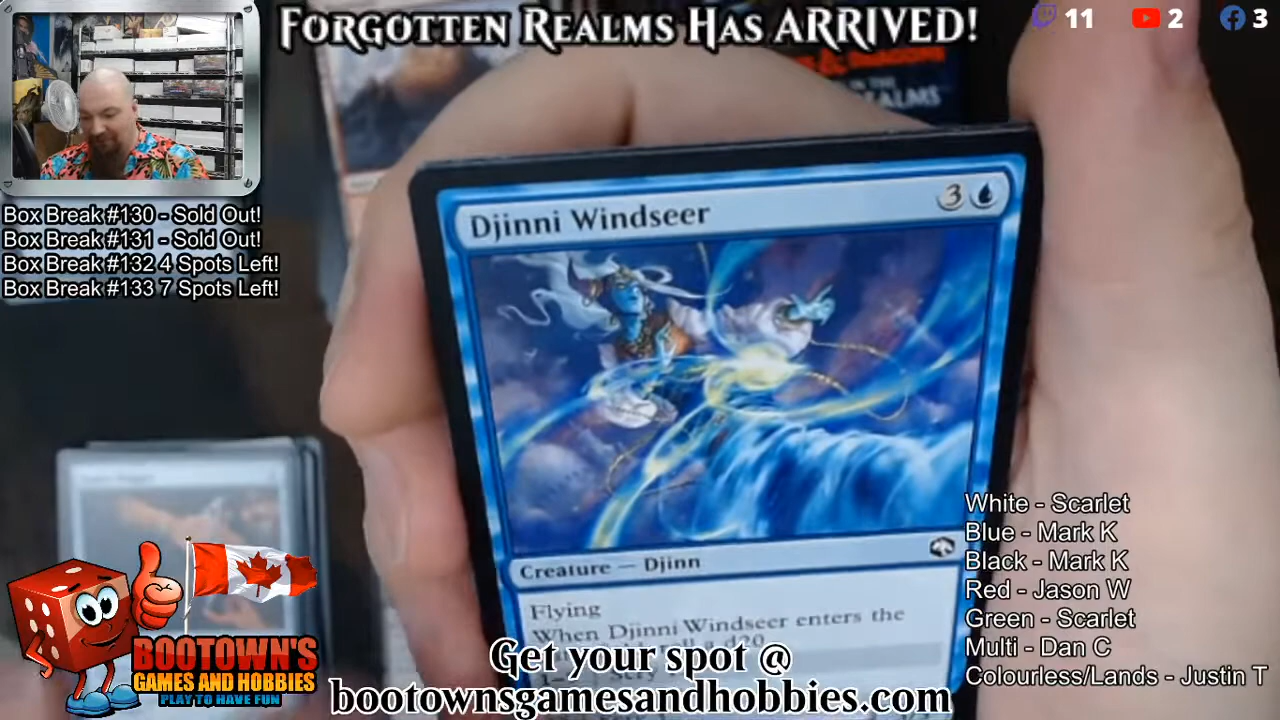 FORGOTTEN REALMS HAS ARRIVED!
11 2 3
REALMS
Box Break #130 - Sold Out!
Box Break #131 - Sold Out!
Box Break #132 4 Spots Left!
Box Break #133 7 Spots Left!
Djinni Windseer 3
Creature — Djinn
Flying
When Djinni Windseer enters the
roll a d20
White - Scarlet
Blue - Mark K
Black - Mark K
Red - Jason W
Green - Scarlet
Multi - Dan C
Colourless/Lands - Justin T
BOOTOWN'S
GAMES AND HOBBIES
PLAY TO HAVE FUN
Get your spot @
bootownsgamesandhobbies.com